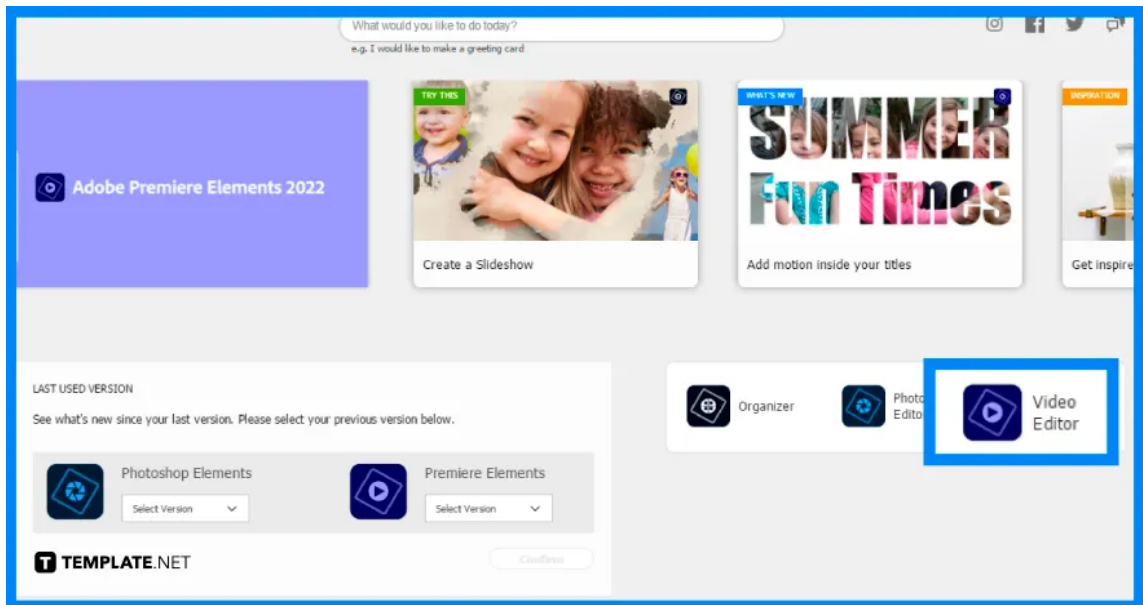 What would you like to do today?
e.g. I would like to make a greeting card
Adobe Premiere Elements 2022
TRY THIS
Create a Slideshow
WHAT'S NEW
SUMMER
Fun Times
Add motion inside your titles
INSPIRATION
Get inspire
LAST USED VERSION
See what's new since your last version. Please select your previous version below.
Photoshop Elements
Select Version
Premiere Elements
Select Version
Confirm
TEMPLATE.NET
Organizer
Photo
Edito
Video
Editor